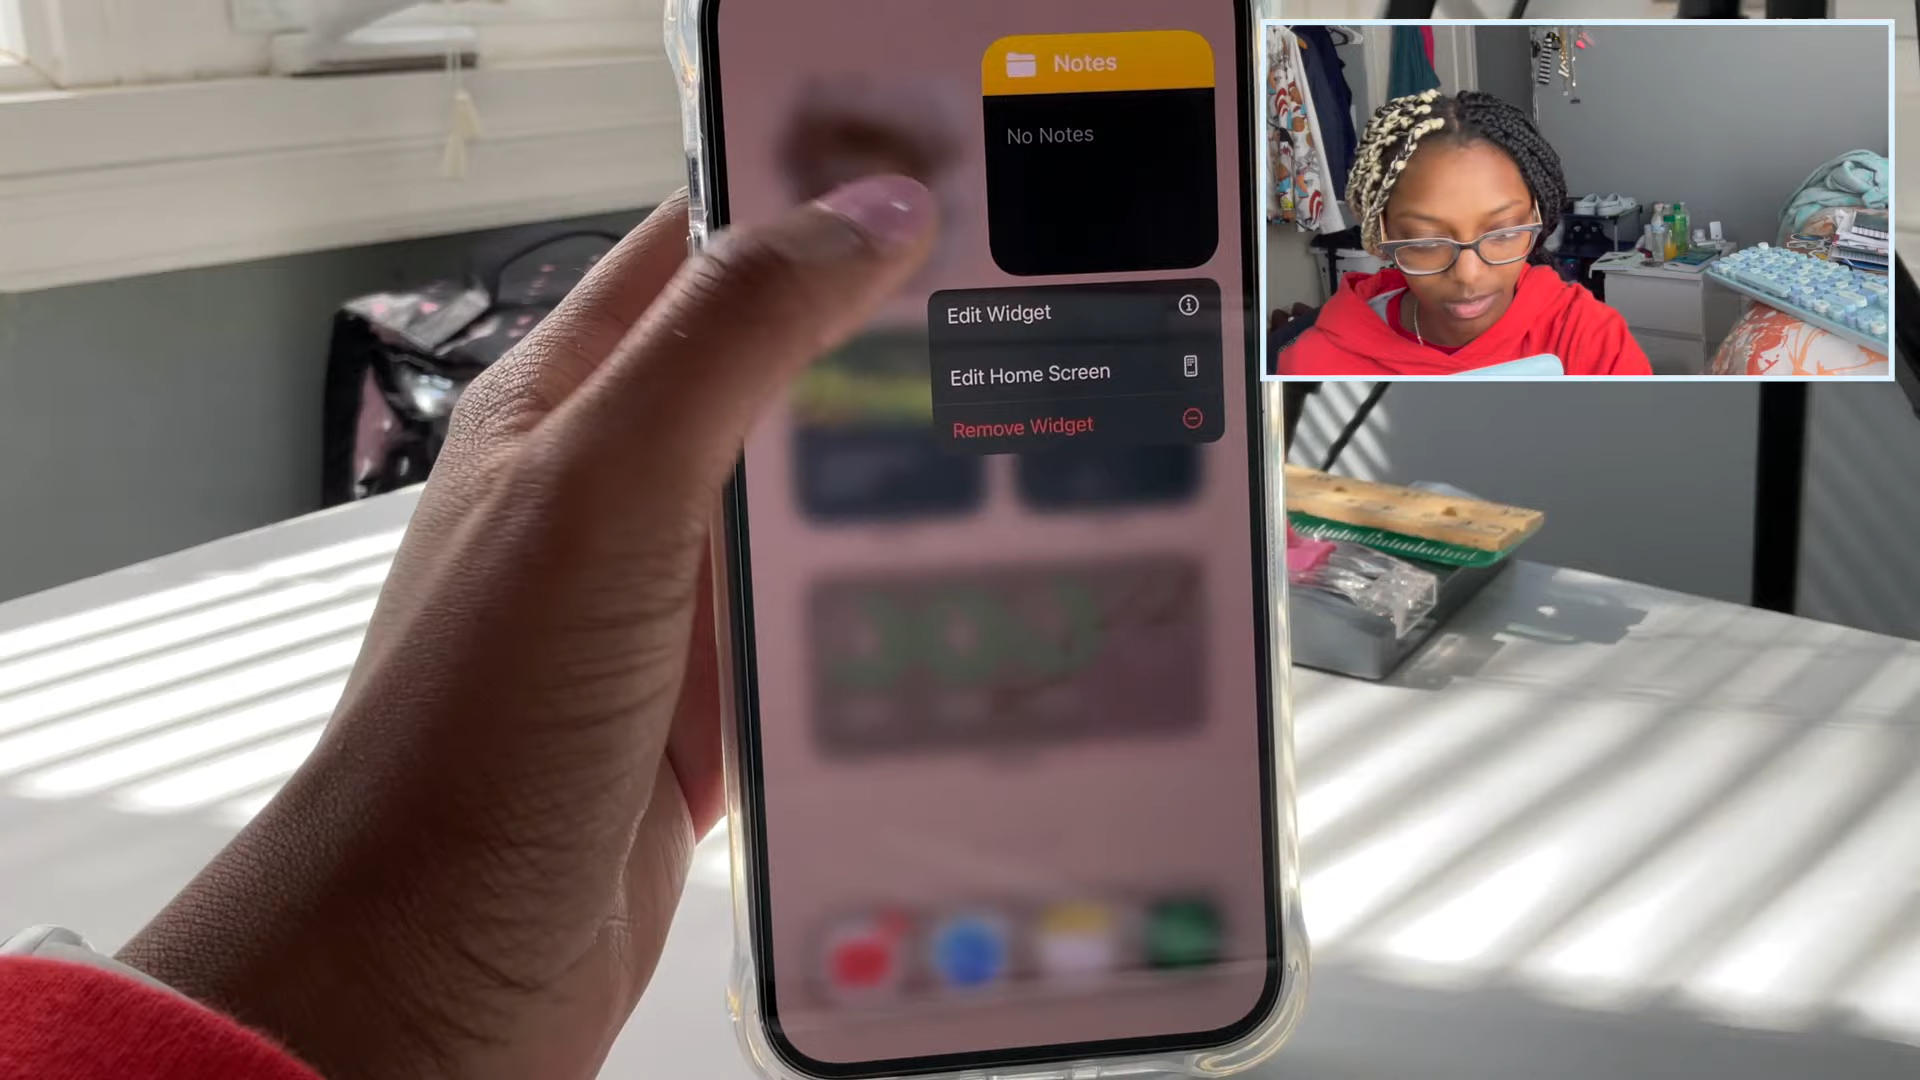 Notes
No Notes
Edit Widget
Edit Home Screen
Remove Widget